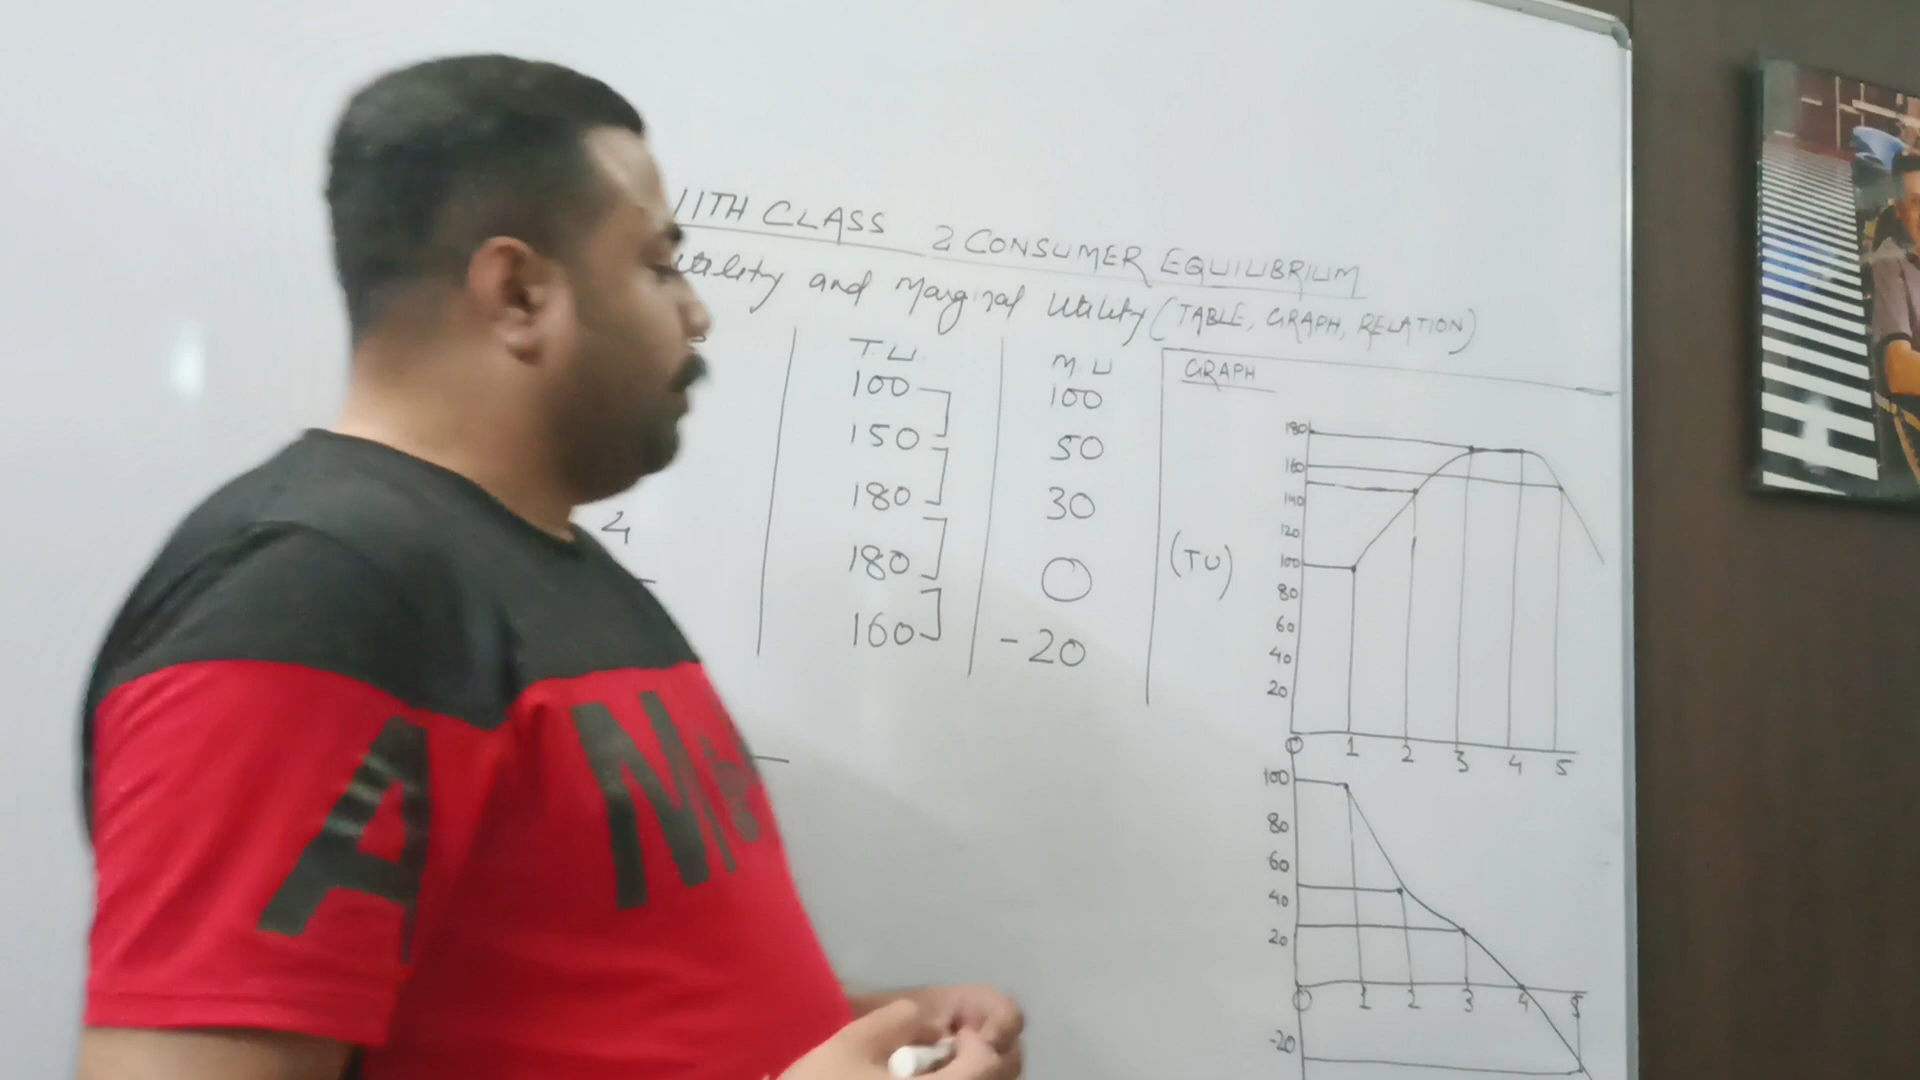 11TH CLASS 2 CONSUMER EQUILIBRIUM
Utility and Marginal Utility (TABLE, GRAPH, RELATION)
T.U
M.U
GRAPH
100
100
150
50
180
30
4
180
0
160
-20
(TU)
180
160
140
120
100
80
60
40
20
0 1 2 3 4 5
100
80
60
40
20
0 1 2 3 4 5
-20
A